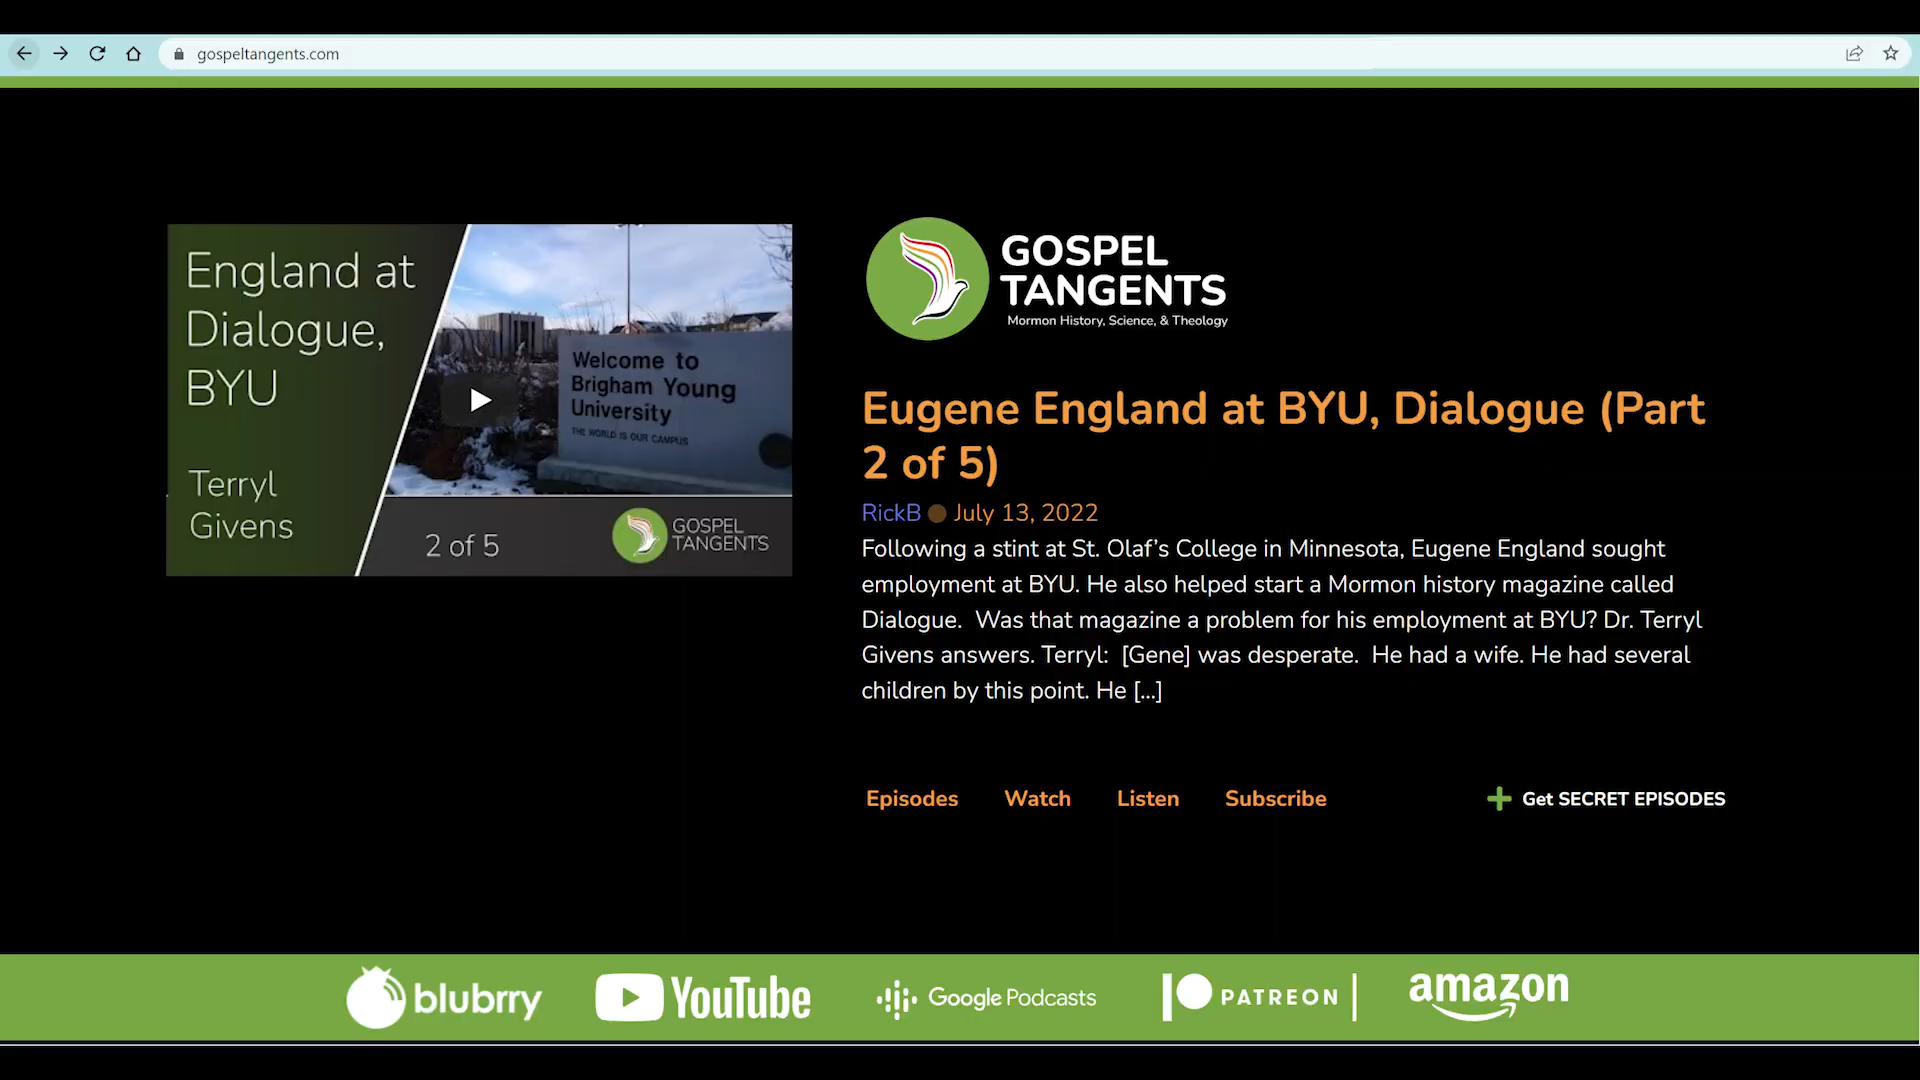 gospeltangents.com
England at
Dialogue,
BYU
Terryl
Givens
Welcome to
Brigham Young
University
THE WORLD IS OUR CAMPUS
2 of 5
GOSPEL
TANGENTS
GOSPEL
TANGENTS
Mormon History, Science, & Theology
Eugene England at BYU, Dialogue (Part
2 of 5)
RickB July 13, 2022
Following a stint at St. Olaf’s College in Minnesota, Eugene England sought
employment at BYU. He also helped start a Mormon history magazine called
Dialogue.  Was that magazine a problem for his employment at BYU? Dr. Terryl
Givens answers. Terryl:  [Gene] was desperate.  He had a wife. He had several
children by this point. He [...]
Episodes Watch Listen Subscribe Get SECRET EPISODES
blubrry YouTube Google Podcasts PATREON amazon